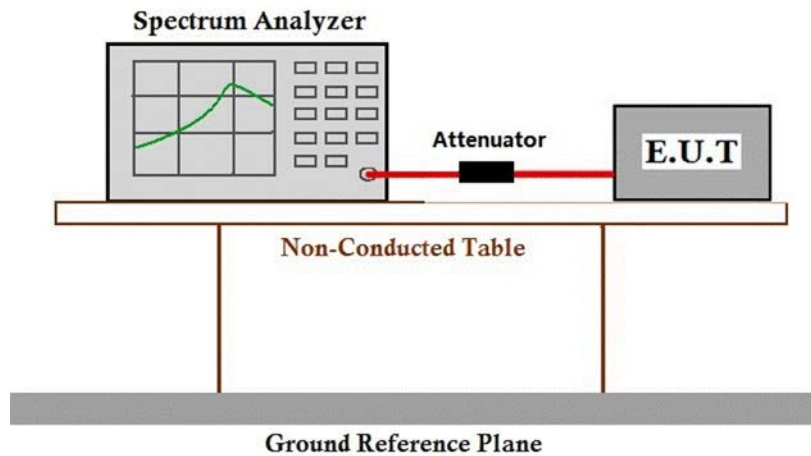 Spectrum Analyzer
Attenuator
E.U.T
Non-Conducted Table
Ground Reference Plane